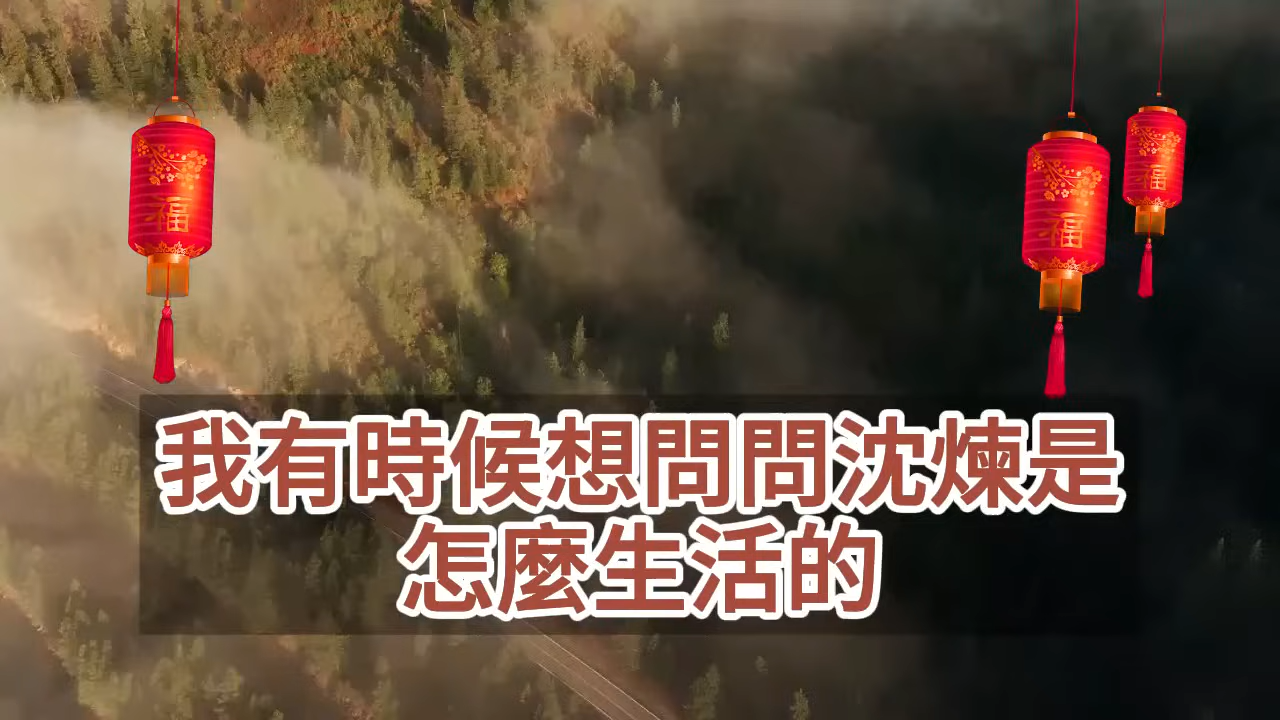 福
福
福
我有時候想問問沈煉是
怎麼生活的